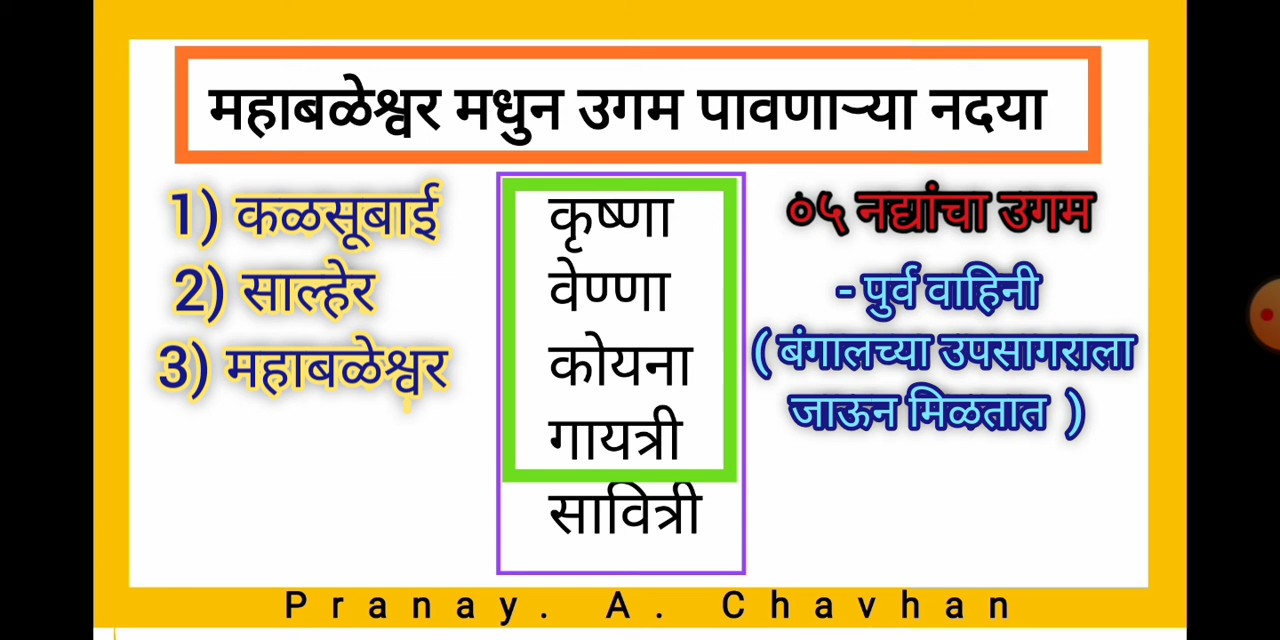 महाबळेश्वर मधुन उगम पावणाऱ्या नदया
1) कळसूबाई
2) साल्हेर
3) महाबळेश्वर
कृष्णा
वेण्णा
कोयना
गायत्री
सावित्री
०५ नद्यांचा उगम
- पुर्व वाहिनी
( बंगालच्या उपसागराला
जाऊन मिळतात )
Pranay. A. Chavhan